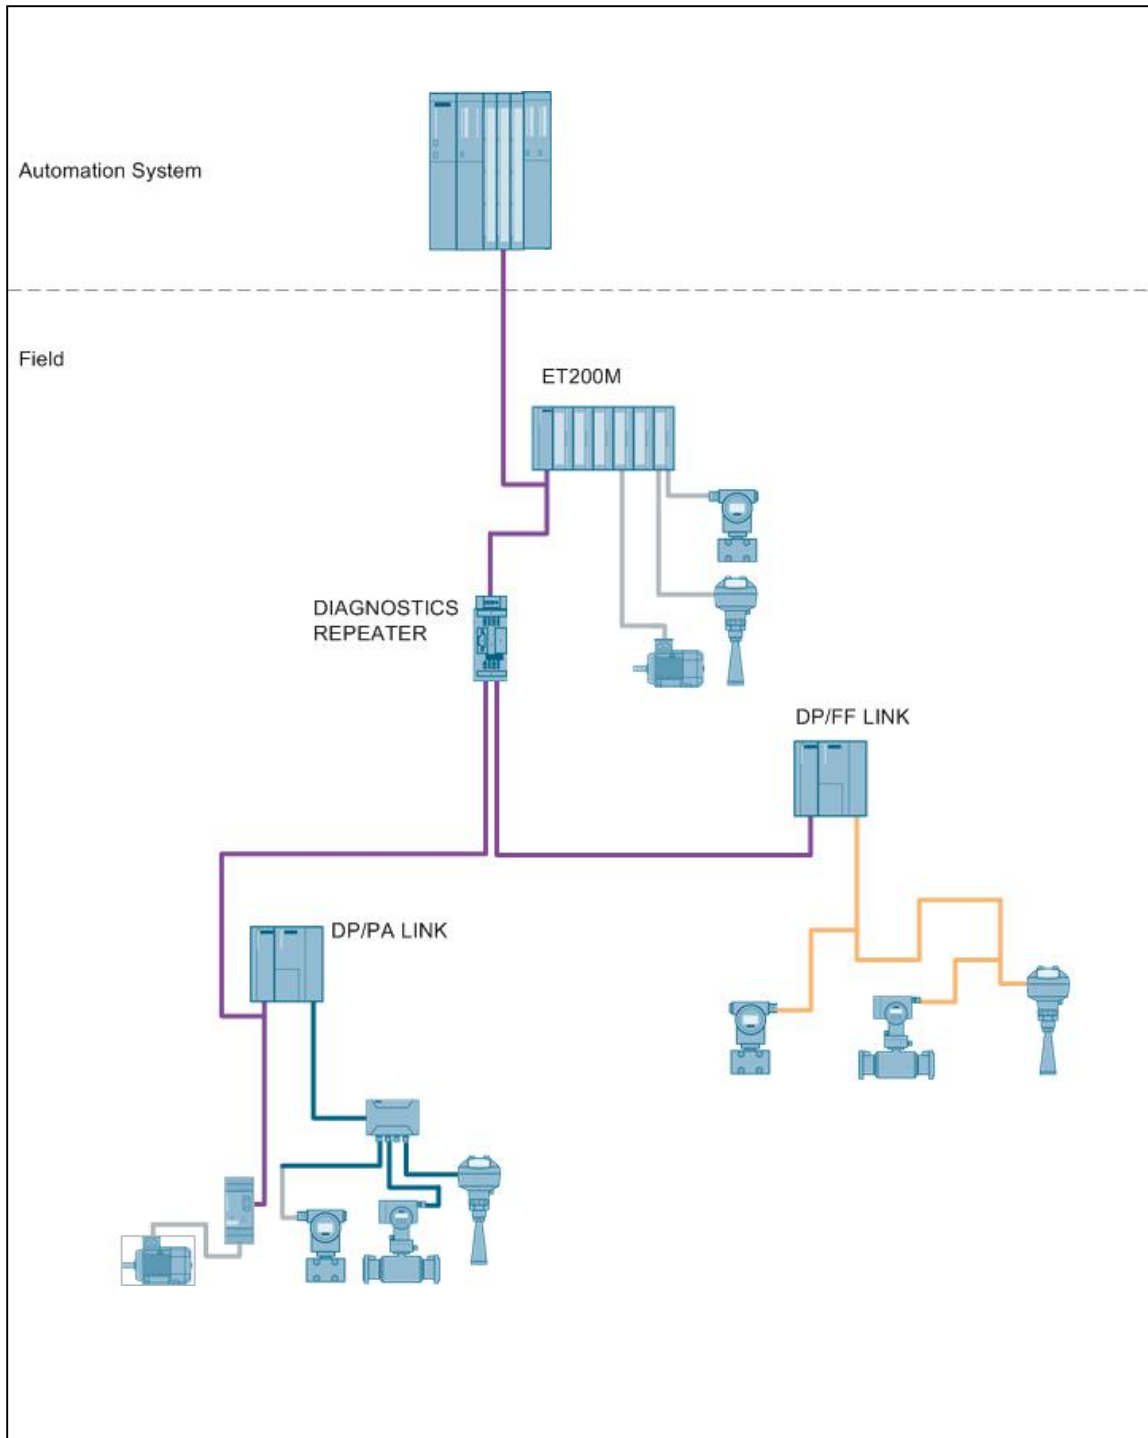 Automation System
Field
ET200M
DIAGNOSTICS
REPEATER
DP/FF LINK
DP/PA LINK